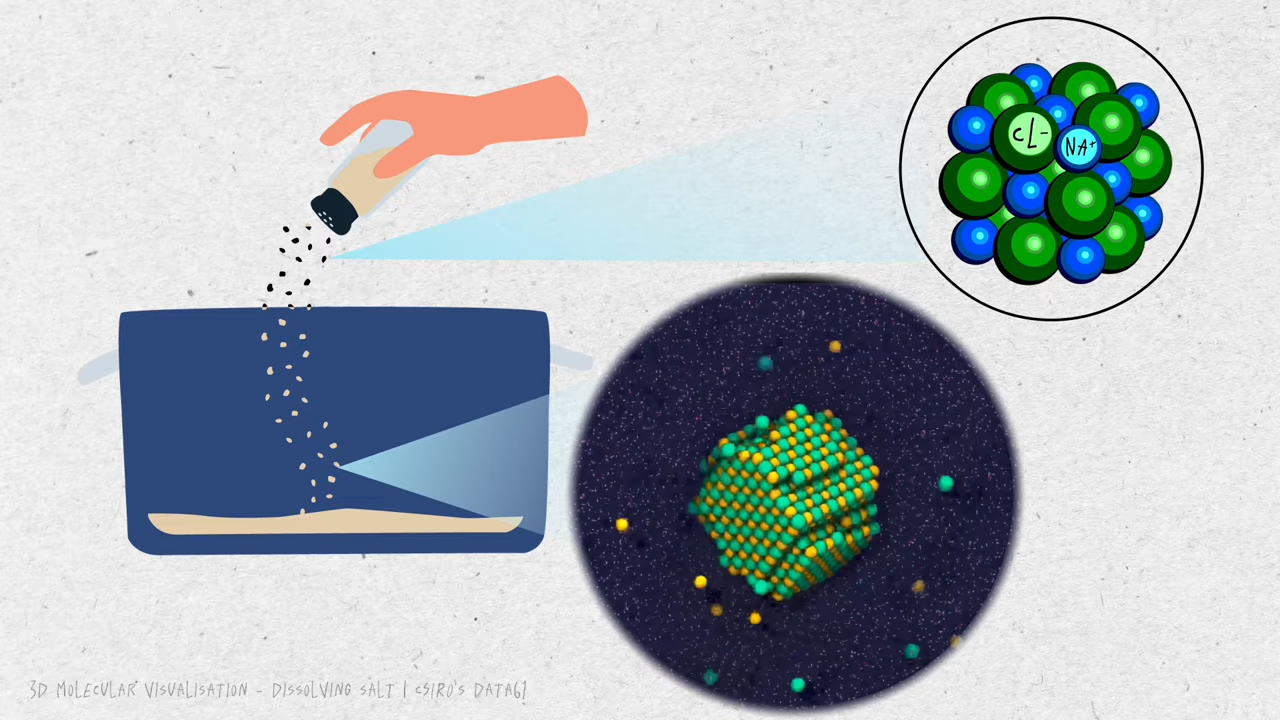 CL-
NA+
3D MOLECULAR VISUALISATION - DISSOLVING SALT | CSIRO'S DATA61